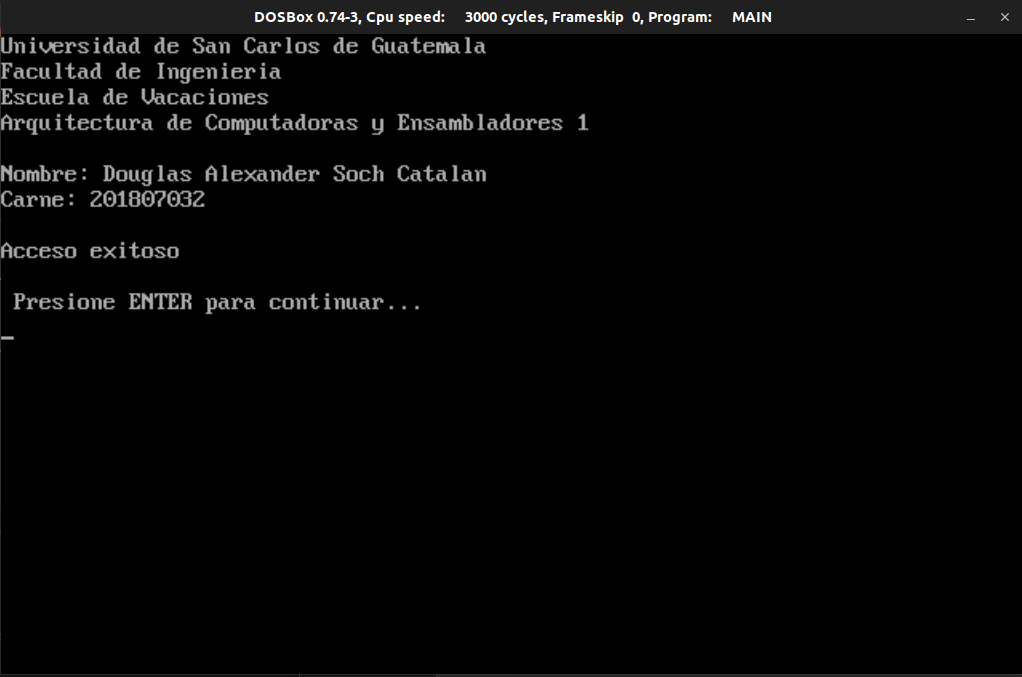 DOSBox 0.74-3, Cpu speed: 3000 cycles, Frameskip 0, Program: MAIN
Universidad de San Carlos de Guatemala
Facultad de Ingenieria
Escuela de Vacaciones
Arquitectura de Computadoras y Ensambladores 1
Nombre: Douglas Alexander Soch Catalan
Carne: 201807032
Acceso exitoso
Presione ENTER para continuar...